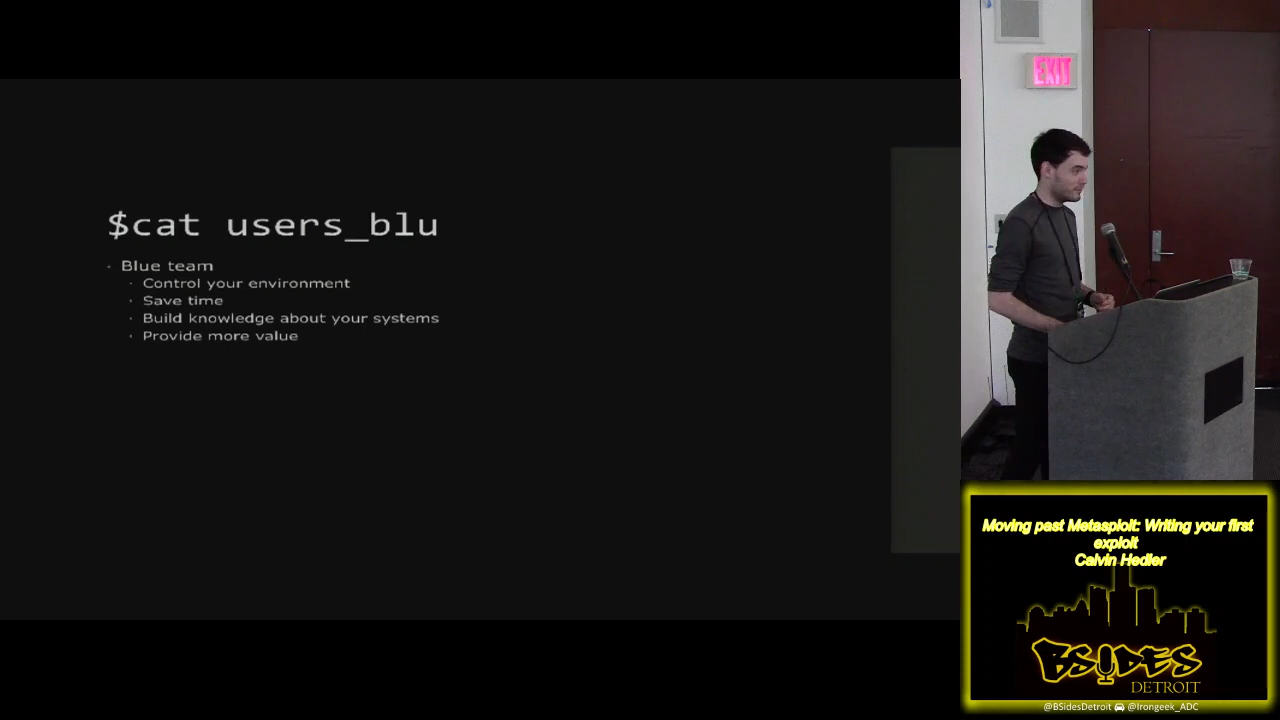 $cat users_blu
Blue team
Control your environment
Save time
Build knowledge about your systems
Provide more value
EXIT
Moving past Metasploit: Writing your first
exploit
Calvin Hedler
BSIDES
DETROIT
@BSidesDetroit @Irongeek_ADC